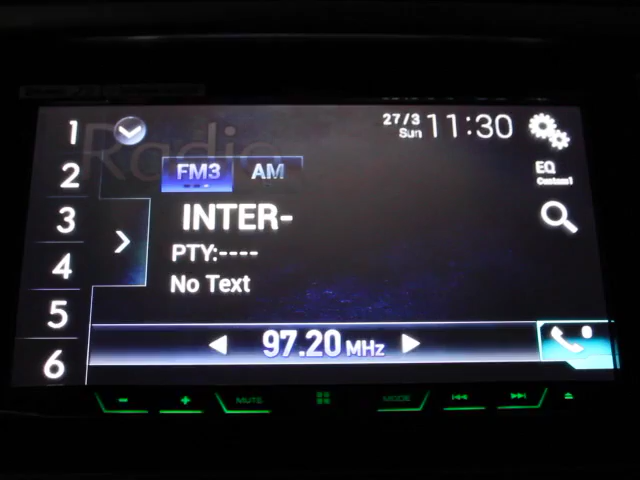 Radio
1
2
3
4
5
6
27/3
Sun
11:30
FM3
AM
EQ
Custom1
INTER-
PTY:----
No Text
97.20 MHz
- + MUTE MODE